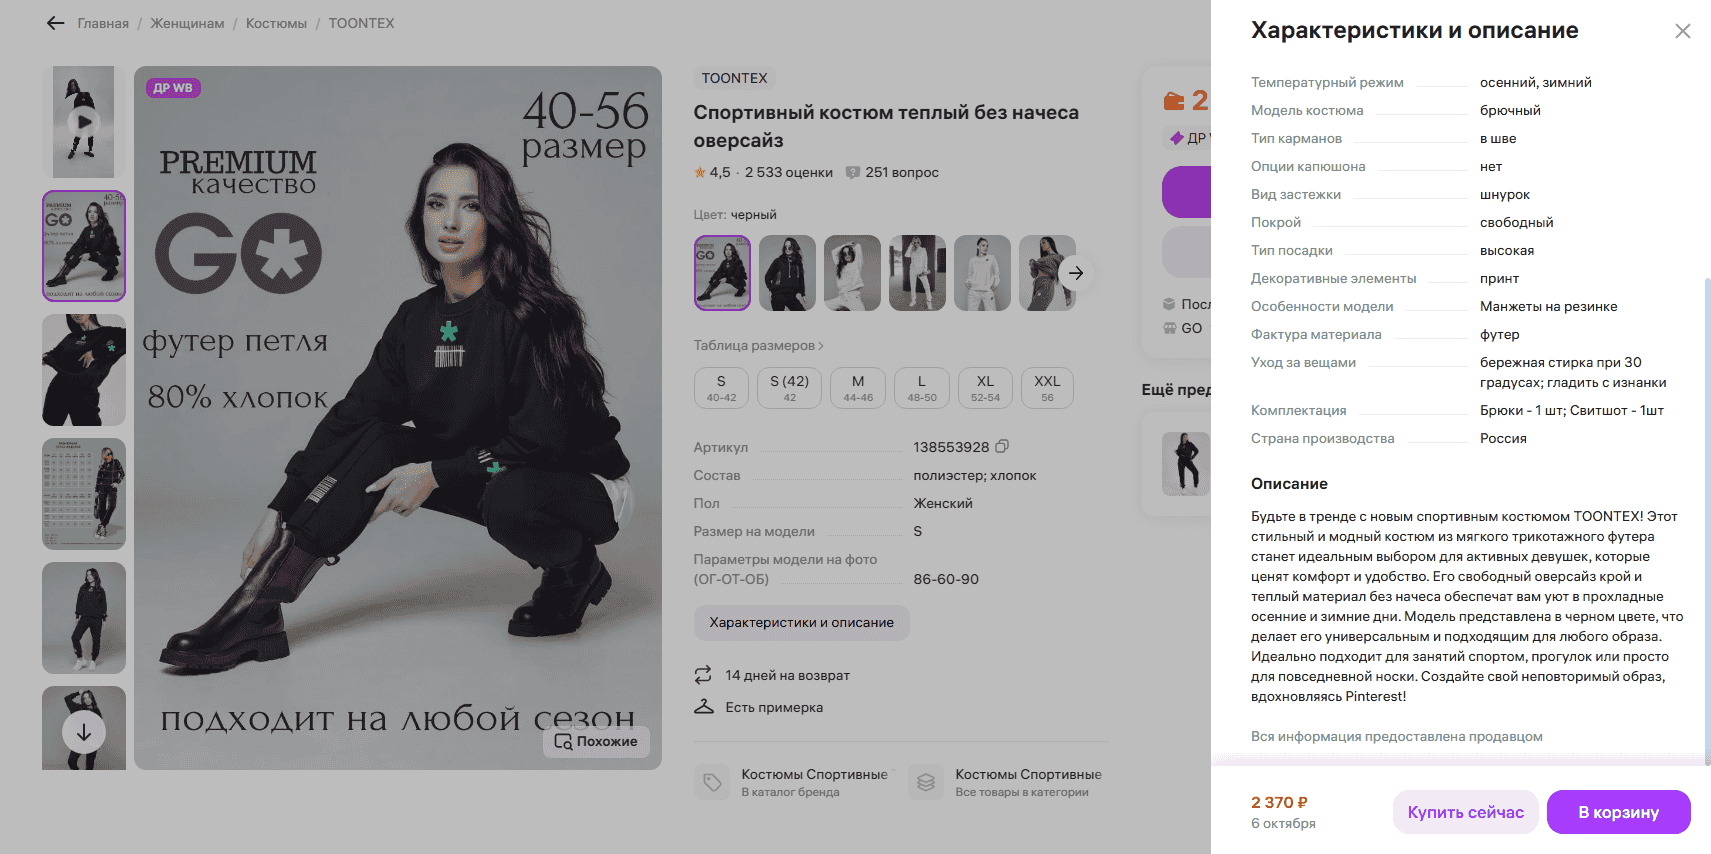 Главная / Женщинам / Костюмы / TOONTEX
ДР WB
40-56
размер
PREMIUM
качество
GO
футер петля
80% хлопок
подходит на любой сезон
Похожие
TOONTEX
Спортивный костюм теплый без начеса
оверсайз
4,5 · 2 533 оценки 251 вопрос
Цвет: черный
Таблица размеров
S S (42) M L XL XXL
40-42 42 44-46 48-50 52-54 56
Артикул 138553928
Состав полиэстер; хлопок
Пол Женский
Размер на модели S
Параметры модели на фото
(ОГ-ОТ-ОБ) 86-60-90
Характеристики и описание
14 дней на возврат
Есть примерка
Костюмы Спортивные
В каталог бренда
Костюмы Спортивные
Все товары в категории
2
ДР
Посл
GO
Ещё пред
Характеристики и описание
Температурный режим осенний, зимний
Модель костюма брючный
Тип карманов в шве
Опции капюшона нет
Вид застежки шнурок
Покрой свободный
Тип посадки высокая
Декоративные элементы принт
Особенности модели Манжеты на резинке
Фактура материала футер
Уход за вещами бережная стирка при 30
градусах; гладить с изнанки
Комплектация Брюки - 1 шт; Свитшот - 1шт
Страна производства Россия
Описание
Будьте в тренде с новым спортивным костюмом TOONTEX! Этот
стильный и модный костюм из мягкого трикотажного футера
станет идеальным выбором для активных девушек, которые
ценят комфорт и удобство. Его свободный оверсайз крой и
теплый материал без начеса обеспечат вам уют в прохладные
осенние и зимние дни. Модель представлена в черном цвете, что
делает его универсальным и подходящим для любого образа.
Идеально подходит для занятий спортом, прогулок или просто
для повседневной носки. Создайте свой неповторимый образ,
вдохновляясь Pinterest!
Вся информация предоставлена продавцом
2 370 ₽
6 октября
Купить сейчас
В корзину